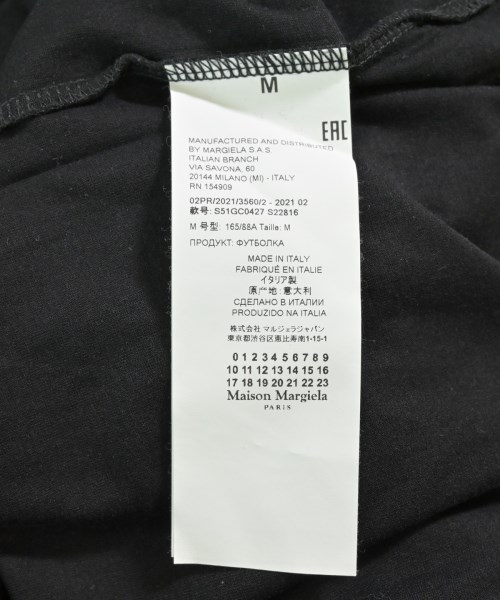 M
EAC
MANUFACTURED AND DISTRIBUTED
BY MARGIELA S.A.S.
ITALIAN BRANCH
VIA SAVONA, 60
20144 MILANO (MI) - ITALY
RN 154909
02PR/2021/3560/2 - 2021 02
款号: S51GC0427 S22816
M 号型: 165/88A Taille: M
ПРОДУКТ: ФУТБОЛКА
MADE IN ITALY
FABRIQUÉ EN ITALIE
イタリア製
原产地: 意大利
СДЕЛАНО В ИТАЛИИ
PRODUZIDO NA ITALIA
株式会社 マルジェラジャパン
東京都渋谷区恵比寿南1-15-1
0 1 2 3 4 5 6 7 8 9
10 11 12 13 14 15 16
17 18 19 20 21 22 23
Maison Margiela
PARIS